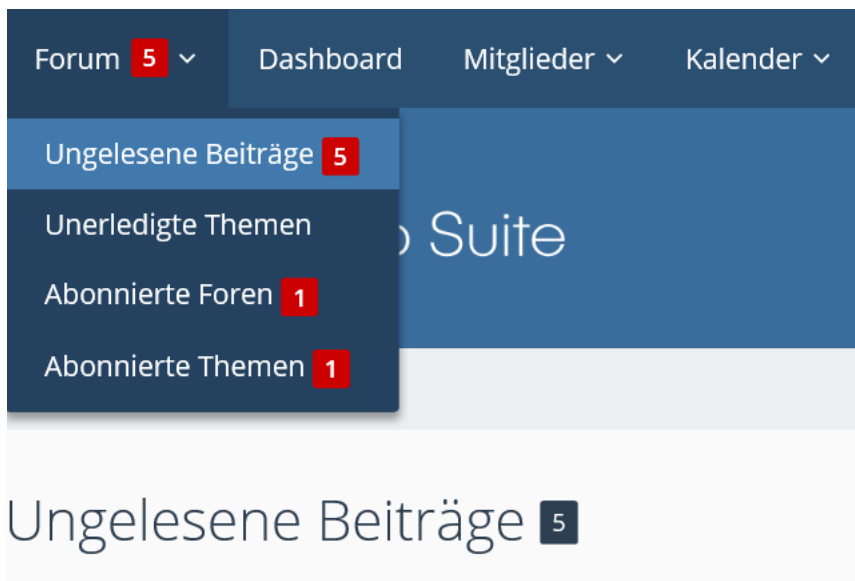 Forum 5 Dashboard Mitglieder Kalender
Ungelesene Beiträge 5
Unerledigte Themen
Suite
Abonnierte Foren 1
Abonnierte Themen 1
Ungelesene Beiträge 5